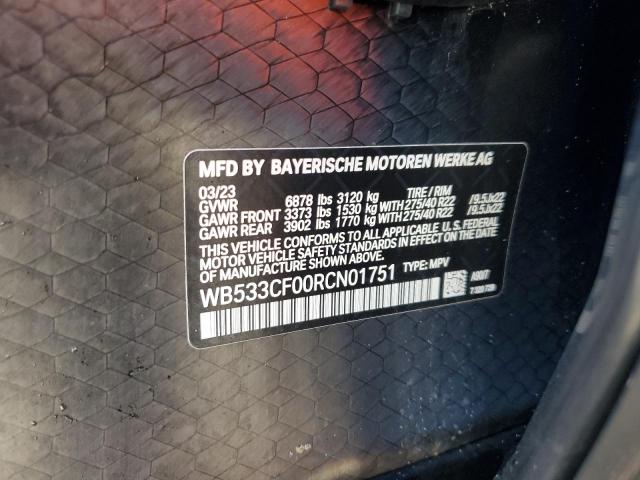 MFD BY BAYERISCHE MOTOREN WERKE AG
03/23 TIRE / RIM
GVWR 6878 lbs 3120 kg
GAWR FRONT 3373 lbs 1530 kg WITH 275/40 R22 /9.5Jx22
GAWR REAR 3902 lbs 1770 kg WITH 275/40 R22 /9.5Jx22
THIS VEHICLE CONFORMS TO ALL APPLICABLE U.S. FEDERAL
MOTOR VEHICLE SAFETY STANDARDS IN EFFECT ON THE DATE
OF MANUFACTURE SHOWN ABOVE.
WB533CF00RCN01751 TYPE: MPV